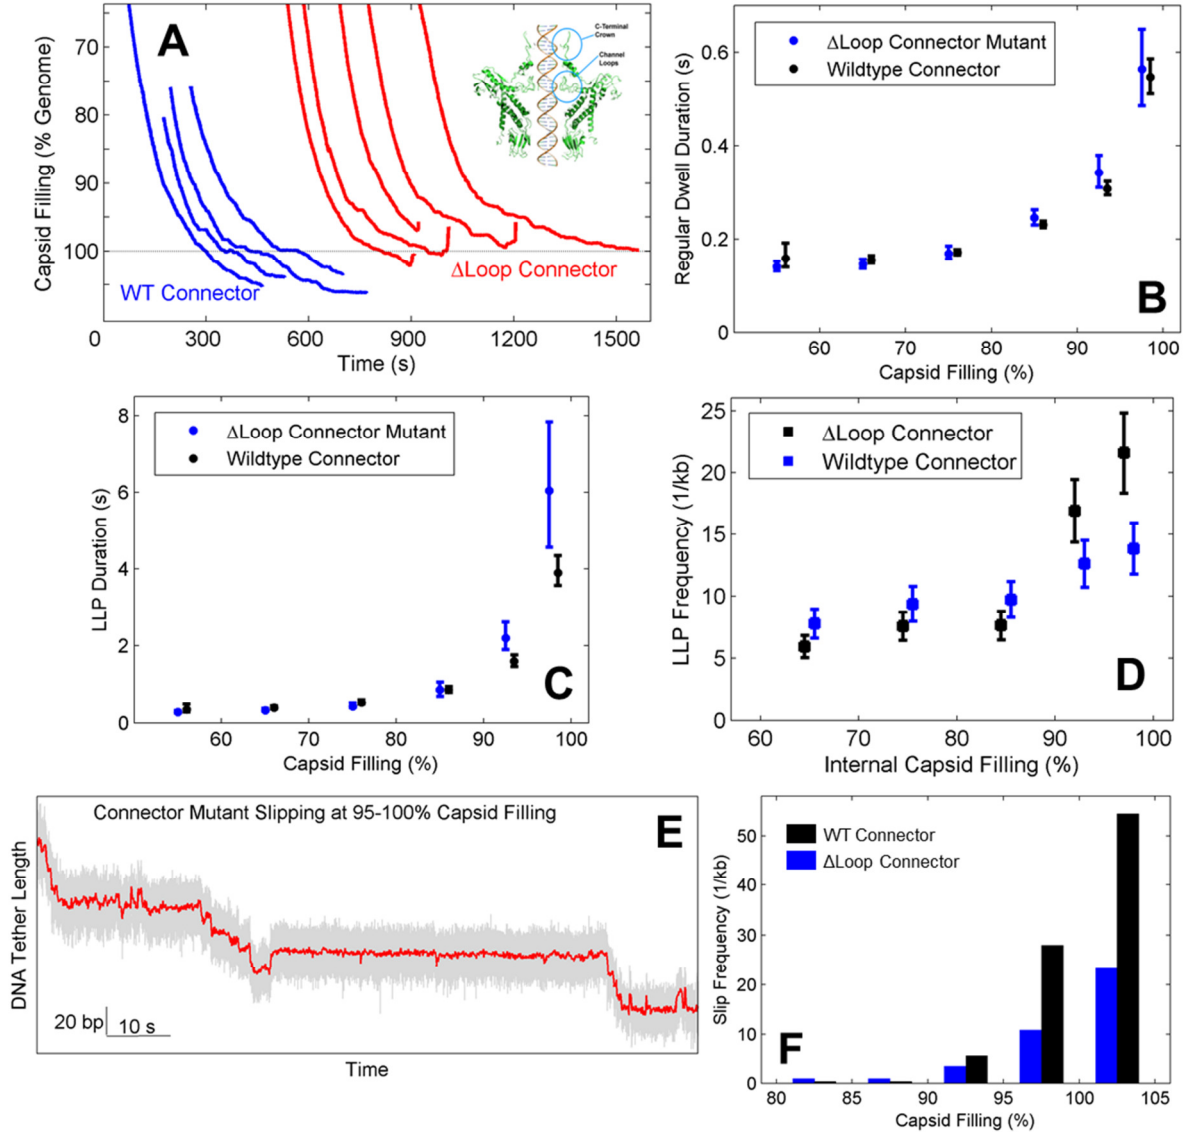 A
C-Terminal
Crown
Channel
Loops
Capsid Filling (% Genome)
70
80
90
100
WT Connector
ΔLoop Connector
0
300
600
900
1200
1500
Time (s)
ΔLoop Connector Mutant
Wildtype Connector
Regular Dwell Duration (s)
0.6
0.4
0.2
0
B
60
70
80
90
100
Capsid Filling (%)
ΔLoop Connector Mutant
Wildtype Connector
LLP Duration (s)
8
6
4
2
0
C
60
70
80
90
100
Capsid Filling (%)
ΔLoop Connector
Wildtype Connector
LLP Frequency (1/kb)
25
20
15
10
5
0
D
60
70
80
90
100
Internal Capsid Filling (%)
Connector Mutant Slipping at 95-100% Capsid Filling
E
DNA Tether Length
20 bp
10 s
Time
WT Connector
ΔLoop Connector
Slip Frequency (1/kb)
50
40
30
20
10
0
F
80
85
90
95
100
105
Capsid Filling (%)